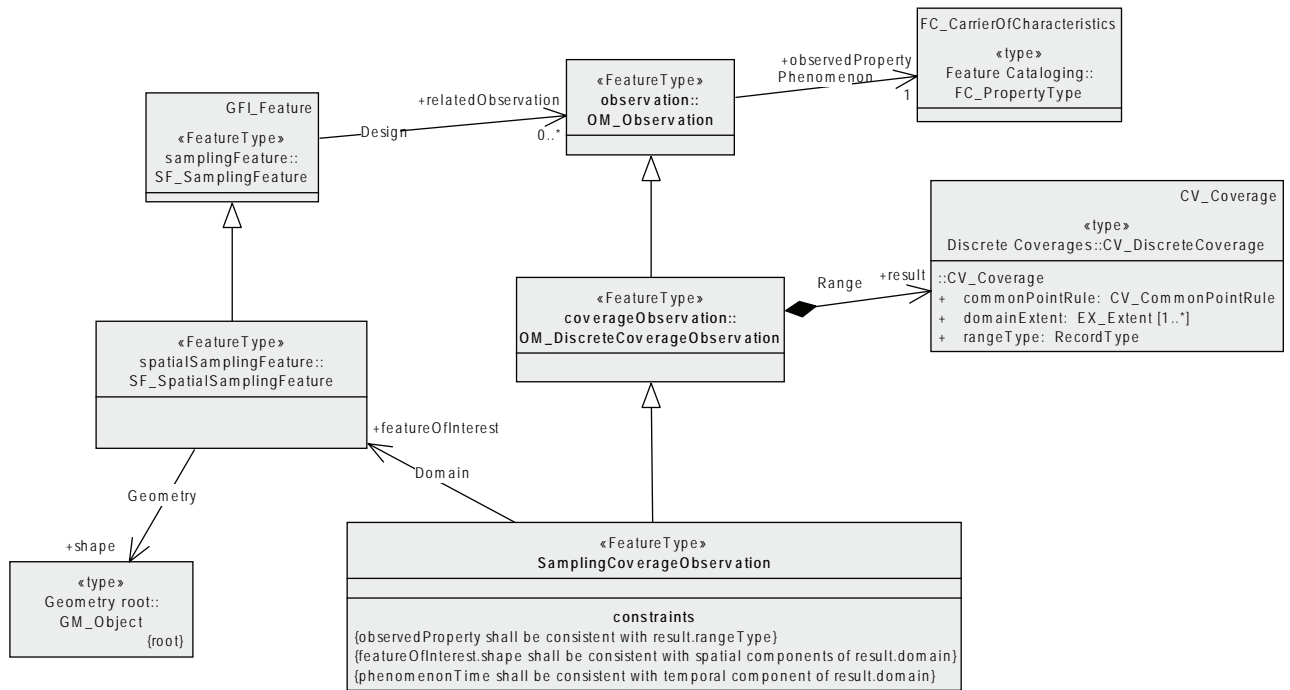 FC_CarrierOfCharacteristics
«type»
Feature Cataloging::
FC_PropertyType
+observedProperty
Phenomenon
1
«FeatureType»
observation::
OM_Observation
+relatedObservation
Design
0..*
GFI_Feature
«FeatureType»
samplingFeature::
SF_SamplingFeature
CV_Coverage
«type»
Discrete Coverages::CV_DiscreteCoverage
::CV_Coverage
+ commonPointRule: CV_CommonPointRule
+ domainExtent: EX_Extent [1..*]
+ rangeType: RecordType
Range
+result
«FeatureType»
coverageObservation::
OM_DiscreteCoverageObservation
«FeatureType»
spatialSamplingFeature::
SF_SpatialSamplingFeature
+featureOfInterest
Domain
Geometry
+shape
«type»
Geometry root::
GM_Object
{root}
«FeatureType»
SamplingCoverageObservation
constraints
{observedProperty shall be consistent with result.rangeType}
{featureOfInterest.shape shall be consistent with spatial components of result.domain}
{phenomenonTime shall be consistent with temporal component of result.domain}